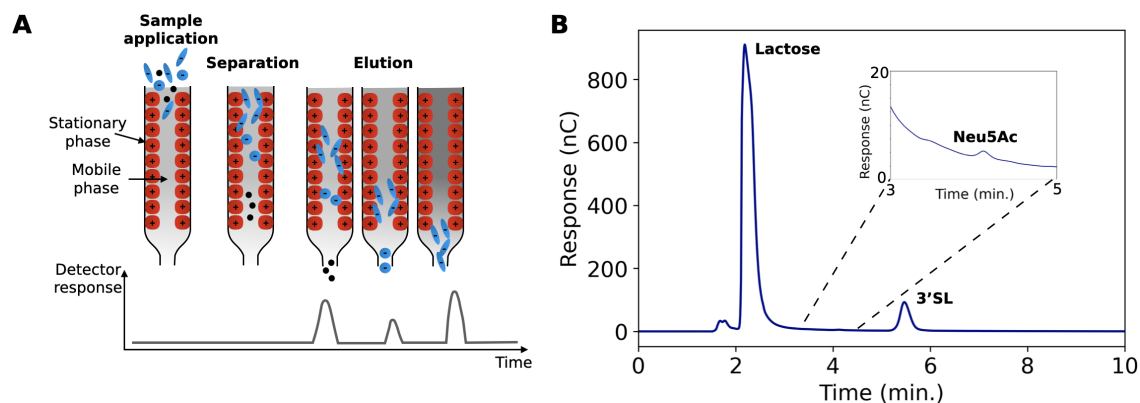 A
Sample
application
Separation
Elution
Stationary
phase
Mobile
phase
Detector
response
Time
B
Response (nC)
800
600
400
200
0
0
2
4
6
8
10
Time (min.)
Lactose
3’SL
Response (nC)
20
0
3
5
Time (min.)
Neu5Ac